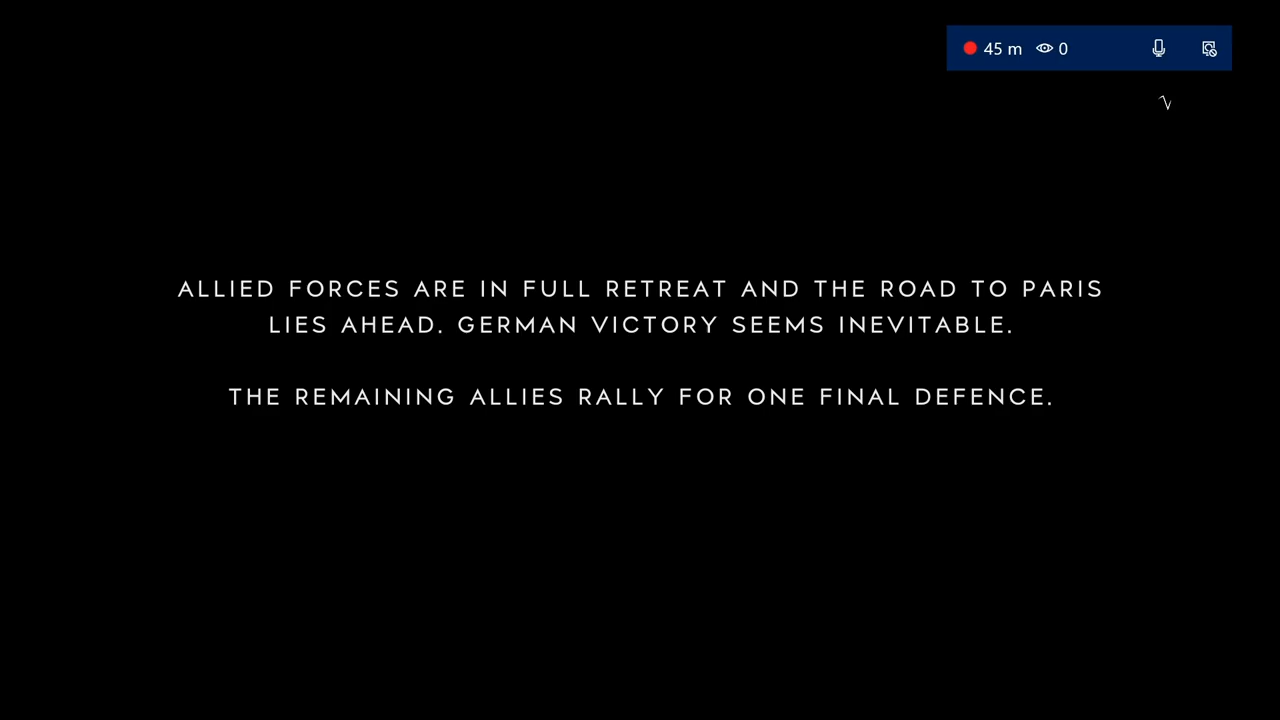 45 m 0
ALLIED FORCES ARE IN FULL RETREAT AND THE ROAD TO PARIS
LIES AHEAD. GERMAN VICTORY SEEMS INEVITABLE.
THE REMAINING ALLIES RALLY FOR ONE FINAL DEFENCE.